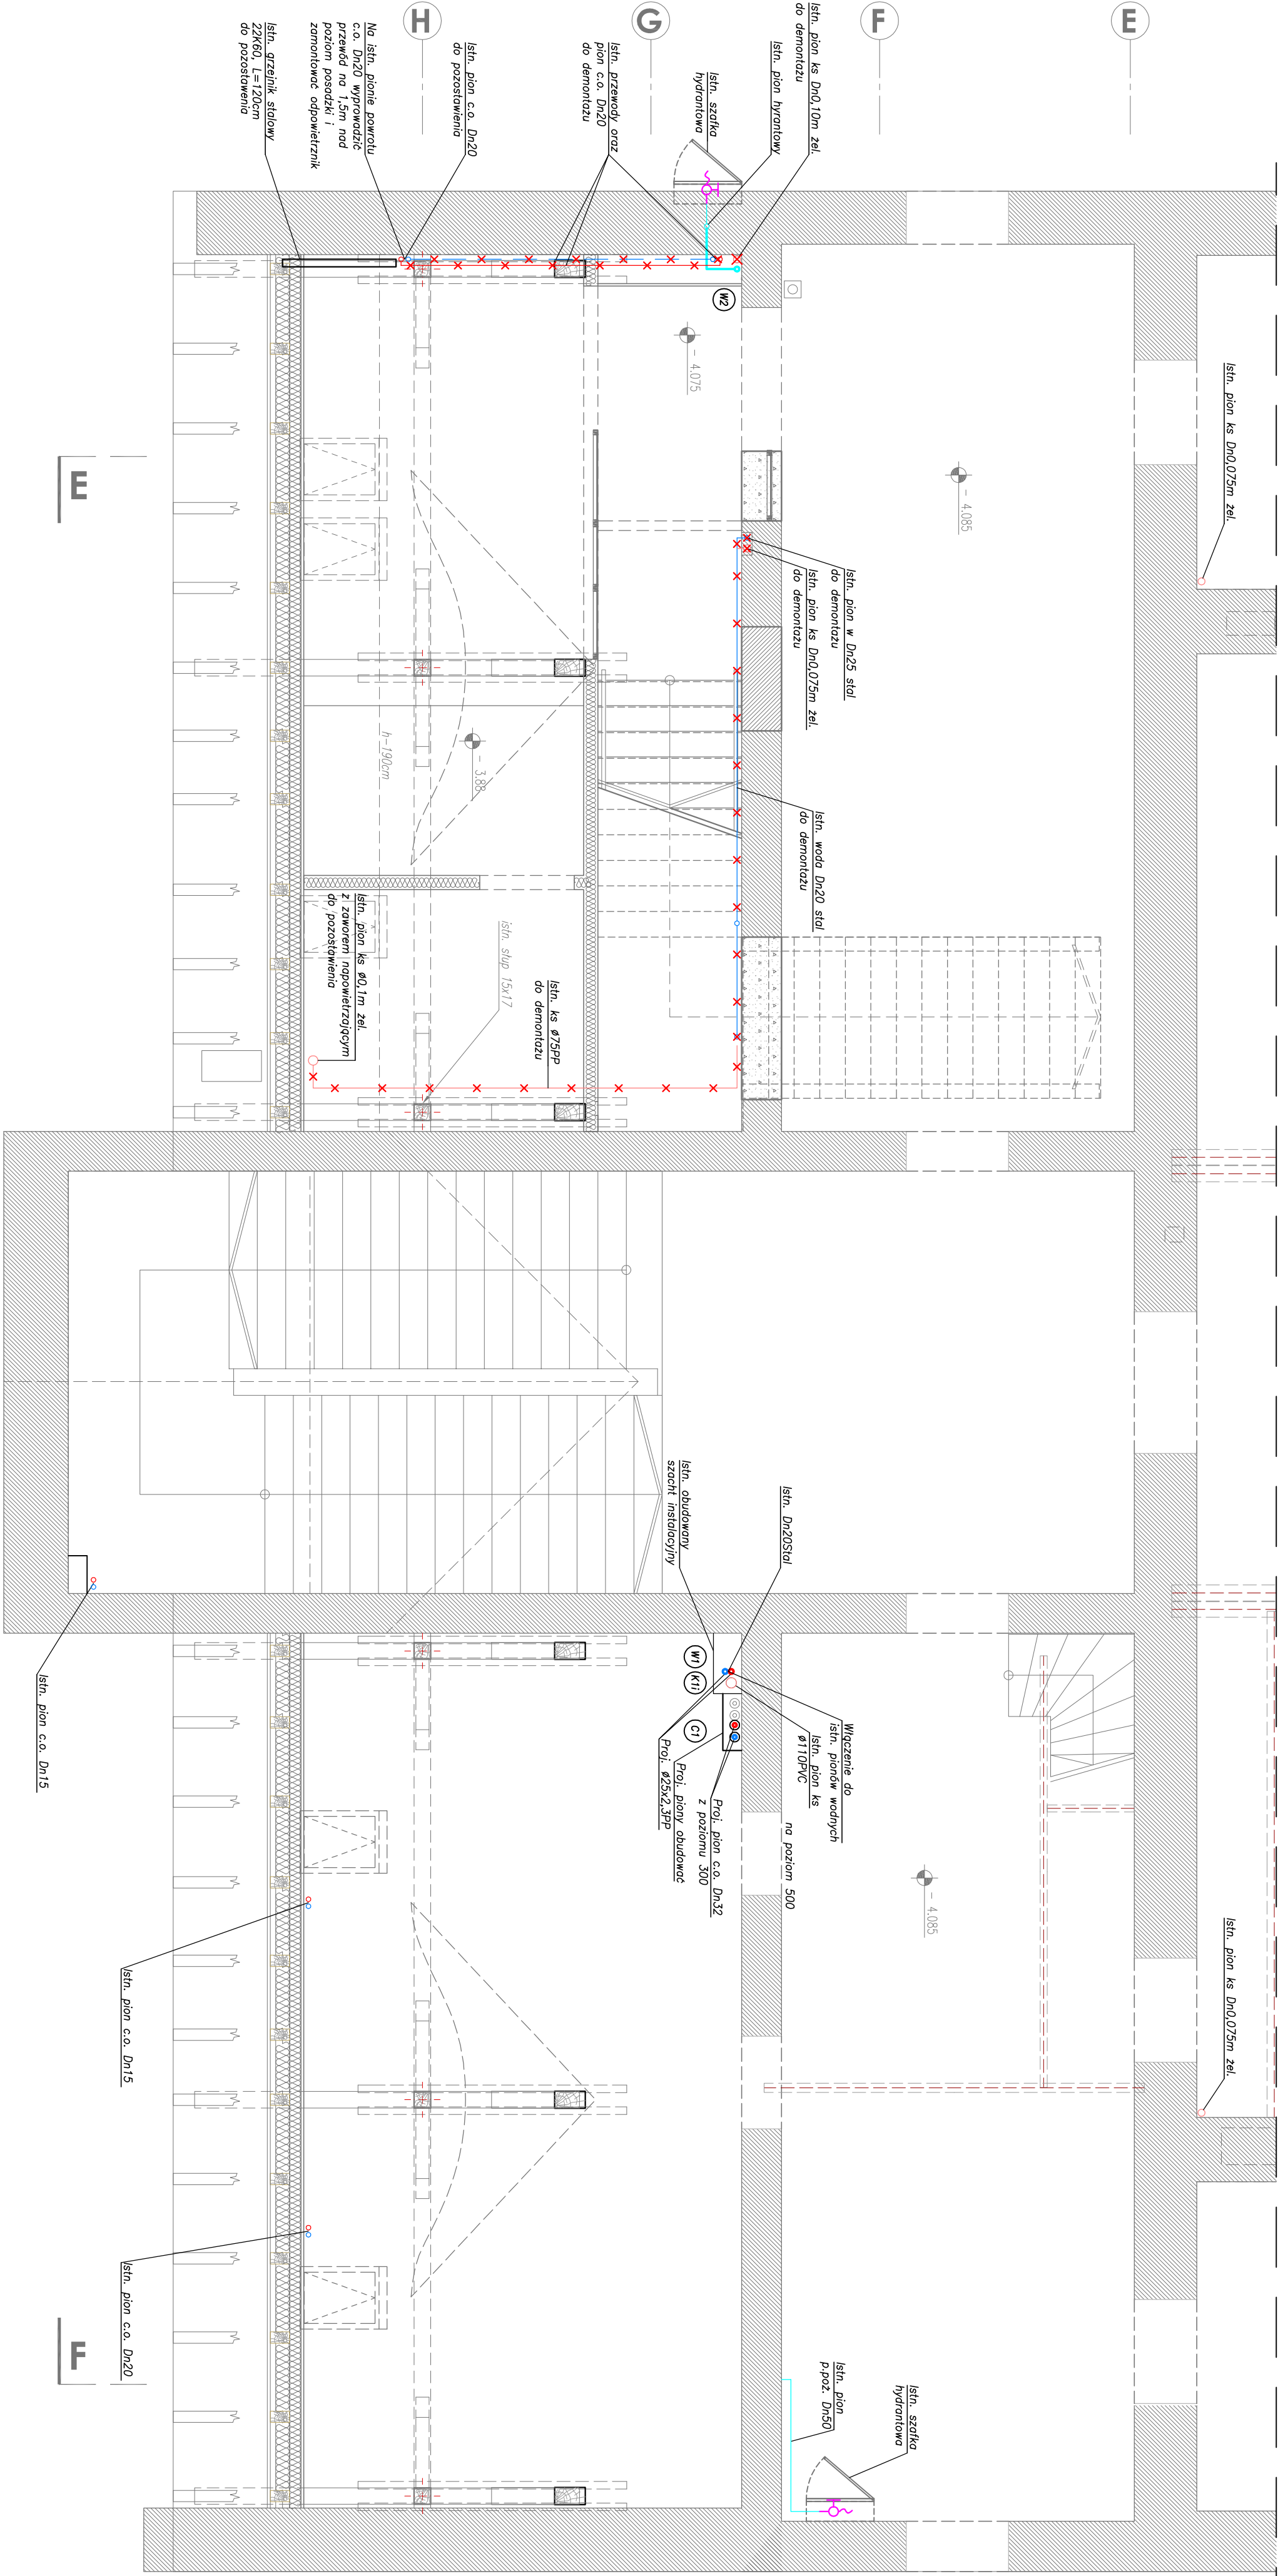 E
F
G
H
Istn. pion ks Dn0,10m żel.
do demontażu
Istn. pion hyrantowy
Istn. szafka
hydrantowa
Istn. przewody oraz
pion c.o. Dn20
do demontażu
Istn. pion c.o. Dn20
do pozostawienia
Na istn. pionie powrotu
c.o. Dn20 wyprowadzić
przewód na 1,5m nad
poziom posadzki i
zamontować odpowietrznik
Istn. grzejnik stalowy
22K60, L=120cm
do pozostawenia
W2
- 4.075
- 4.085
Istn. pion ks Dn0,075m żel.
Istn. pion w Dn25 stal
do demontażu
Istn. pion ks Dn0,075m żel.
do demontażu
Istn. woda Dn20 stal
do demontażu
- 3.88
h-190cm
Istn. pion ks ø0,1m żel.
z zaworem napowietrzającym
do pozostawienia
istn. słup 15x17
Istn. ks ø75PP
do demontażu
E
Istn. obudowany
szacht instalacyjny
Istn. Dn20Stal
W1
K1i
C1
Włączenie do
istn. pionów wodnych
Istn. pion ks
ø110PVC
na poziom 500
Proj. pion c.o. Dn32
z poziomu 300
Proj. piony obudować
Proj. ø25x2,3PP
- 4.085
Istn. pion c.o. Dn15
Istn. pion c.o. Dn15
Istn. pion c.o. Dn20
Istn. pion ks Dn0,075m żel.
Istn. pion
p.poż. Dn50
Istn. szafka
hydrantowa
F